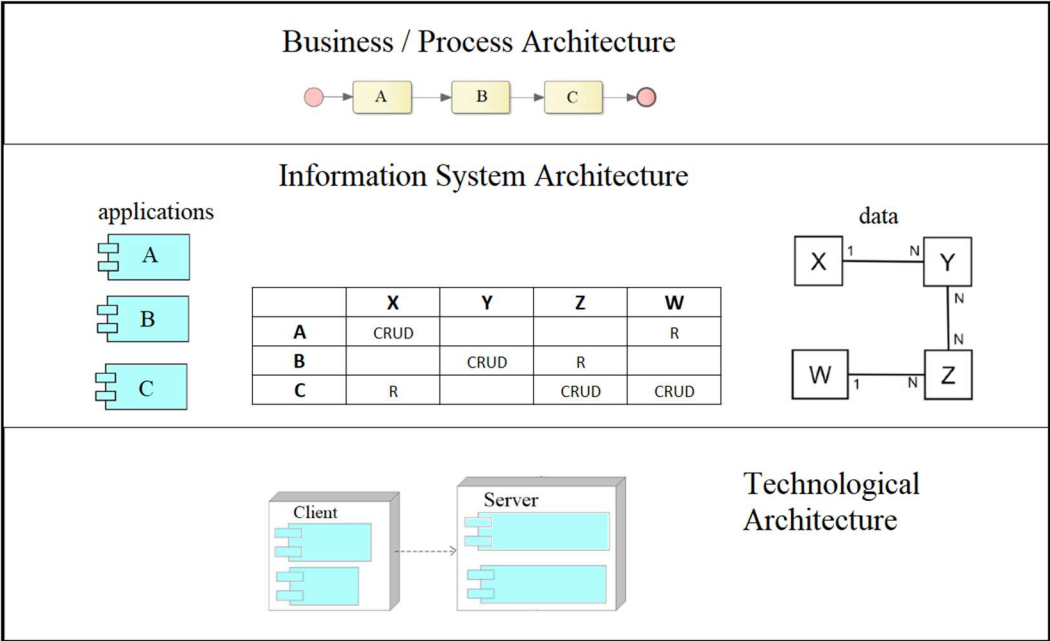 Business / Process Architecture
A B C
Information System Architecture
applications
A
B
C
X Y Z W
A CRUD R
B CRUD R
C R CRUD CRUD
data
X 1 N Y
N
N
W 1 N Z
Client
Server
Technological
Architecture